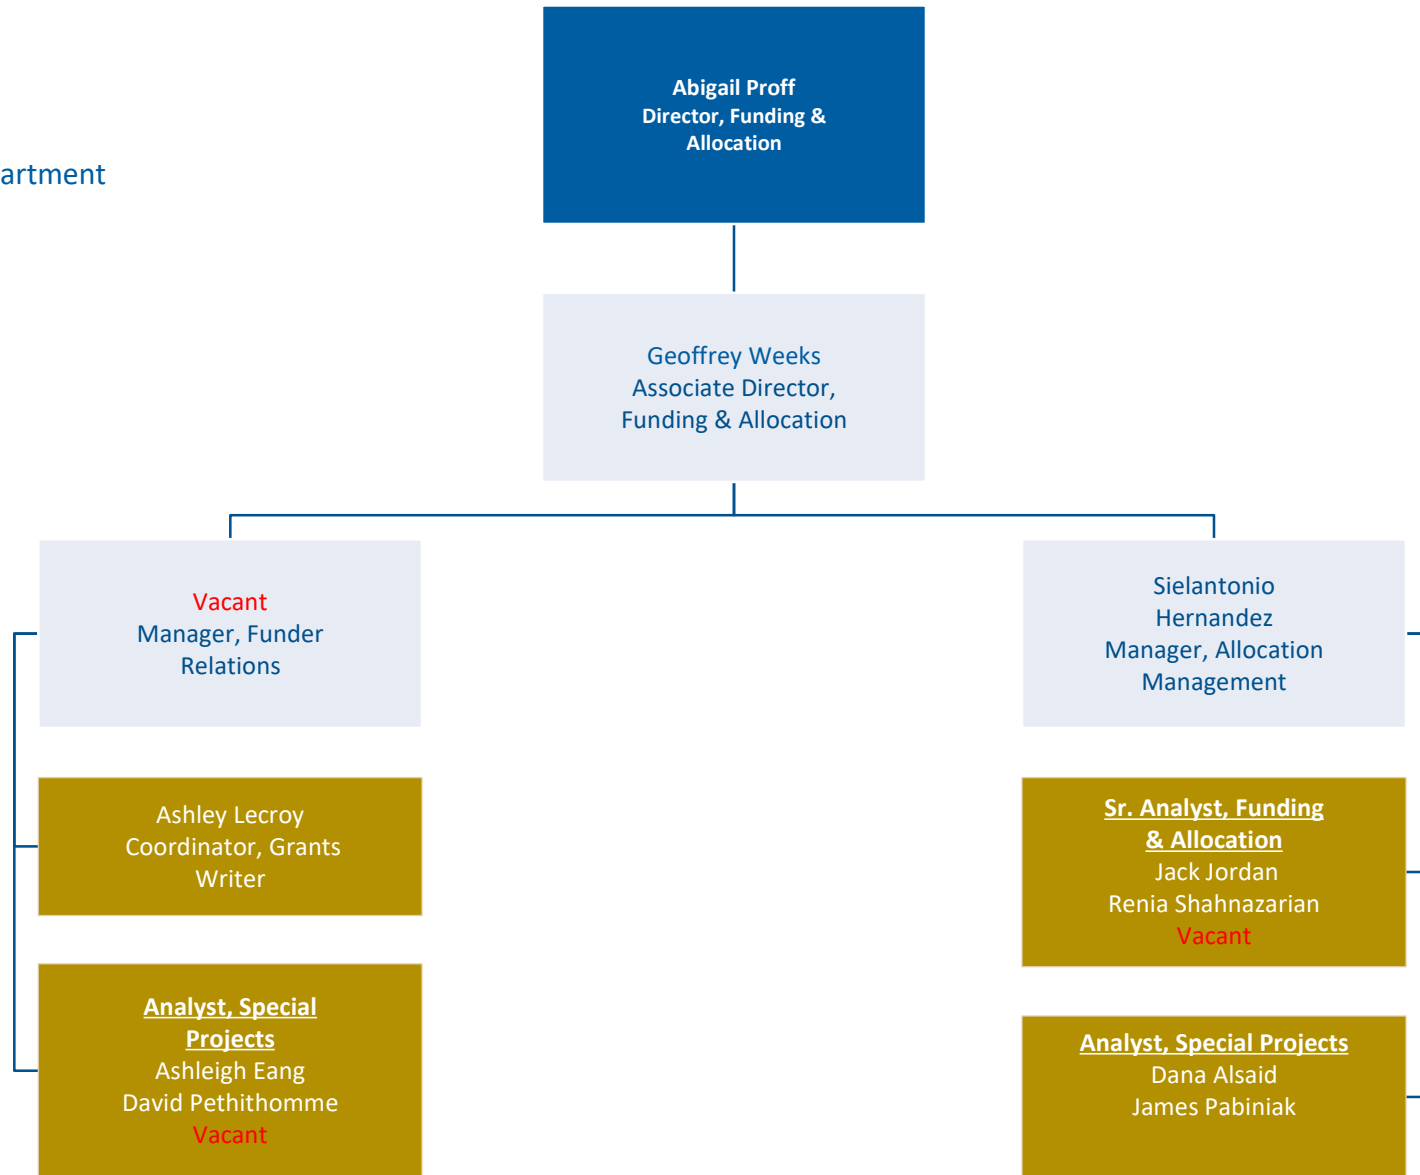 Abigail Proff
Director, Funding &
Allocation
artment
Geoffrey Weeks
Associate Director,
Funding & Allocation
Vacant
Manager, Funder
Relations
Sielantonio
Hernandez
Manager, Allocation
Management
Ashley Lecroy
Coordinator, Grants
Writer
Sr. Analyst, Funding
& Allocation
Jack Jordan
Renia Shahnazarian
Vacant
Analyst, Special
Projects
Ashleigh Eang
David Pethithomme
Vacant
Analyst, Special Projects
Dana Alsaid
James Pabiniak